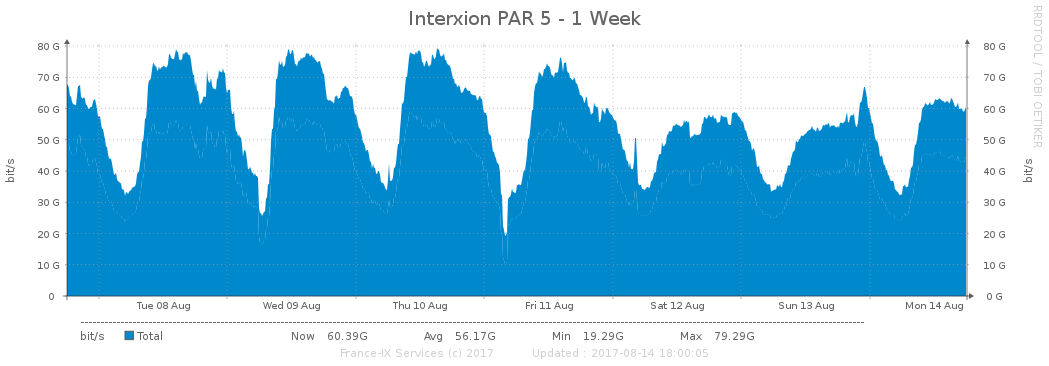 Interxion PAR 5 - 1 Week
RRDTOOL / TOBI OETIKER
80 G 80 G
70 G 70 G
60 G 60 G
50 G 50 G
40 G 40 G
30 G 30 G
20 G 20 G
10 G 10 G
0 0 G
bit/s
bit/s
Tue 08 Aug Wed 09 Aug Thu 10 Aug Fri 11 Aug Sat 12 Aug Sun 13 Aug Mon 14 Aug
bit/s Total Now 60.39G Avg 56.17G Min 19.29G Max 79.29G
France-IX Services (c) 2017 Updated : 2017-08-14 18:00:05